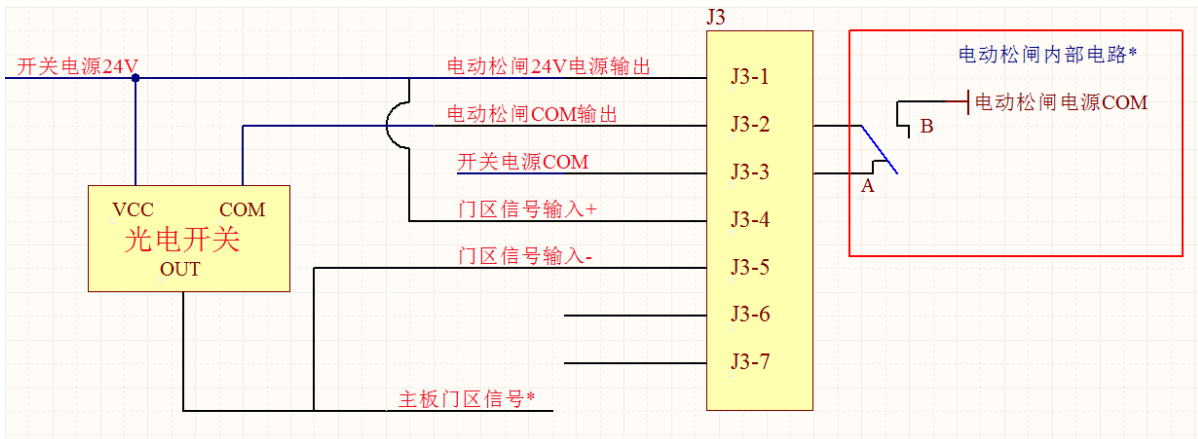 J3
开关电源24V
电动松闸24V电源输出
J3-1
电动松闸内部电路*
电动松闸电源COM
电动松闸COM输出
J3-2
B
开关电源COM
J3-3
A
VCC
COM
门区信号输入+
J3-4
光电开关
OUT
门区信号输入-
J3-5
J3-6
J3-7
主板门区信号*